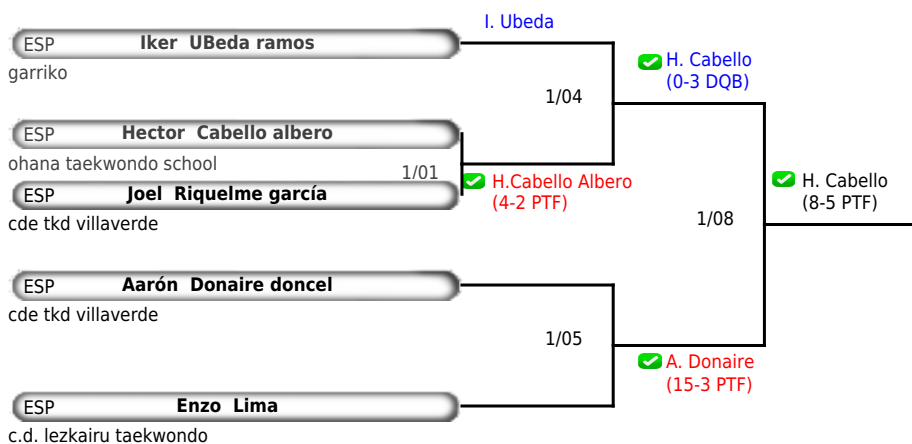 I. Ubeda
ESP Iker UBeda ramos
garriko
H. Cabello
(0-3 DQB)
1/04
ESP Hector Cabello albero
ohana taekwondo school
1/01
H.Cabello Albero
(4-2 PTF)
H. Cabello
(8-5 PTF)
ESP Joel Riquelme garcía
cde tkd villaverde
1/08
ESP Aarón Donaire doncel
cde tkd villaverde
1/05
A. Donaire
(15-3 PTF)
ESP Enzo Lima
c.d. lezkairu taekwondo